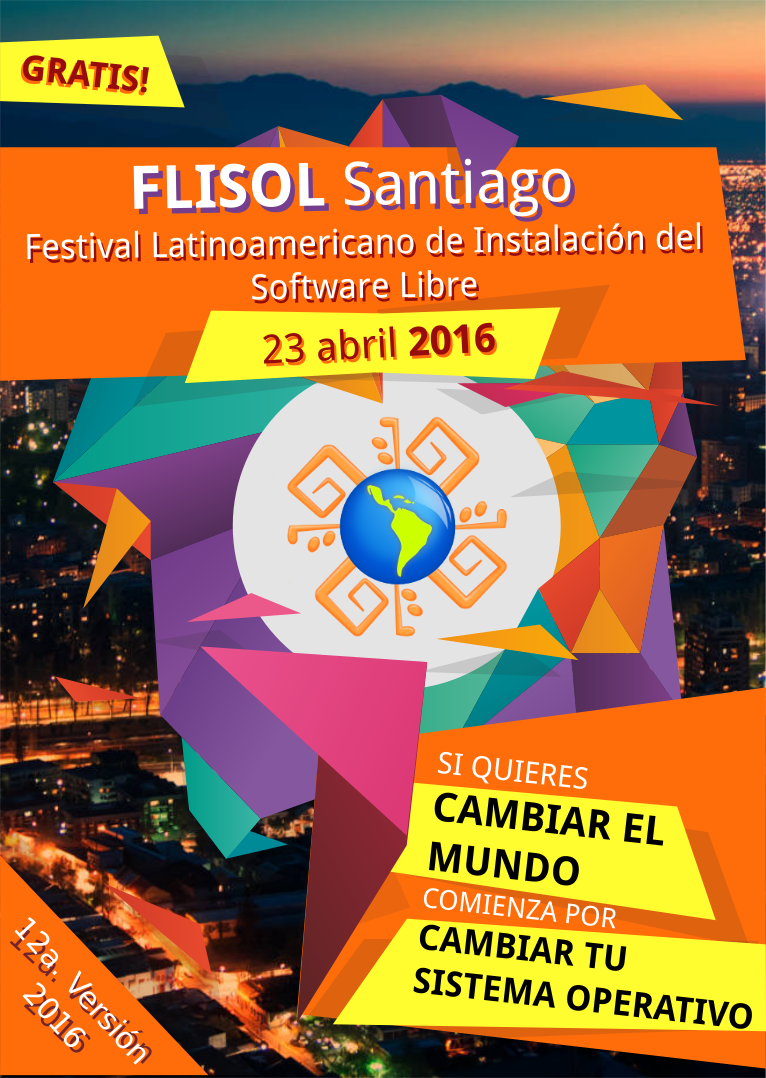 GRATIS!
FLISOL Santiago
Festival Latinoamericano de Instalación del
Software Libre
23 abril 2016
SI QUIERES
CAMBIAR EL
MUNDO
COMIENZA POR
CAMBIAR TU
SISTEMA OPERATIVO
12a. Versión
2016